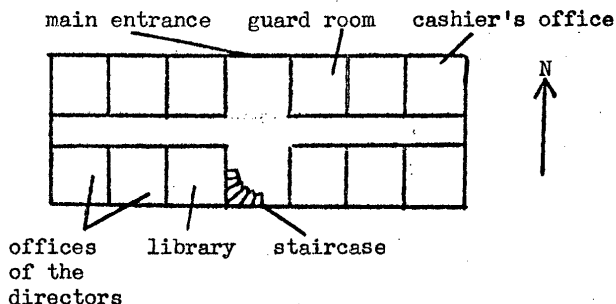 main entrance guard room cashier's office
N
offices library staircase
of the
directors